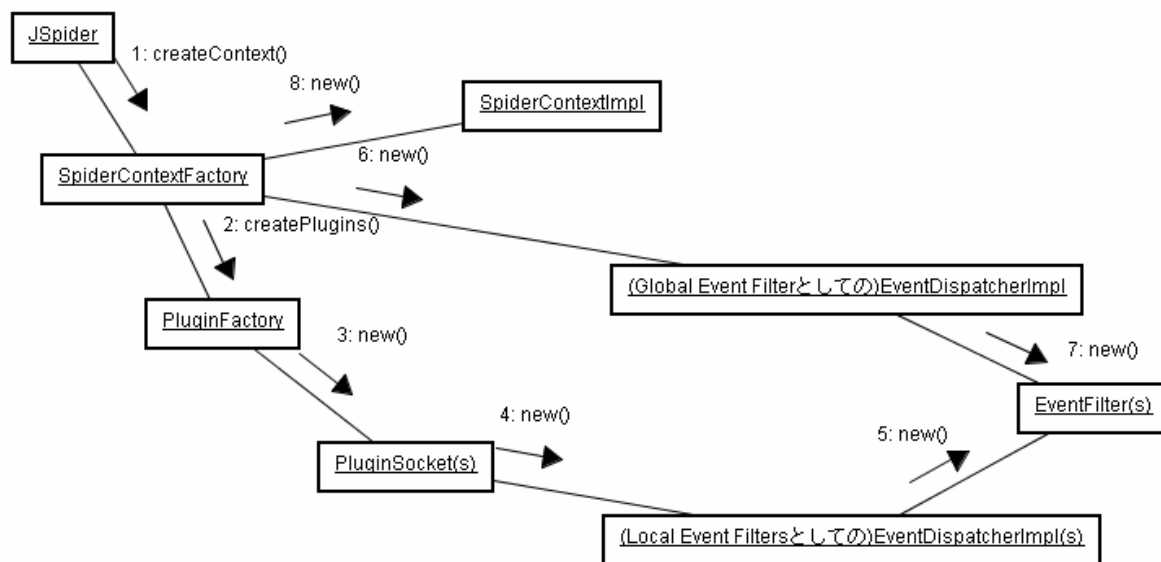 JSpider
1: createContext()
8: new()
SpiderContextImpl
6: new()
SpiderContextFactory
2: createPlugins()
(Global Event Filterとしての)EventDispatcherImpl
PluginFactory
3: new()
7: new()
EventFilter(s)
4: new()
5: new()
PluginSocket(s)
(Local Event Filtersとしての)EventDispatcherImpl(s)